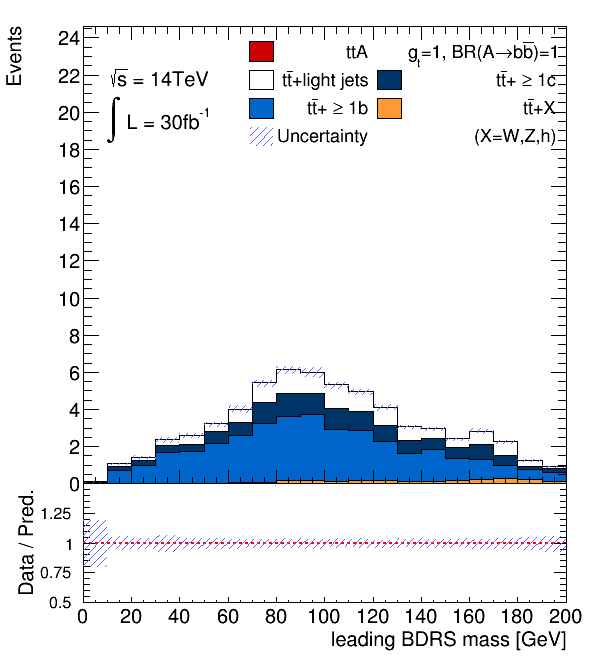 Events
24
22
20
18
16
14
12
10
8
6
4
2
0
√s = 14TeV
∫ L = 30fb⁻¹
ttA
gₜ=1, BR(A→bb̅)=1
tt̅+light jets
tt̅+ ≥ 1c
tt̅+ ≥ 1b
tt̅+X
Uncertainty
(X=W,Z,h)
Data / Pred.
1.25
1
0.75
0.5
0 20 40 60 80 100 120 140 160 180 200
leading BDRS mass [GeV]